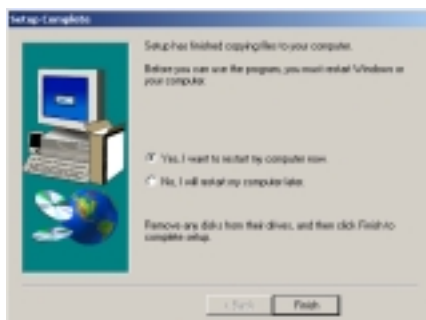 Setup Complete
Setup has finished copying files to your computer.
Before you can use the program, you must restart Windows or
your computer.
Yes, I want to restart my computer now.
No, I will restart my computer later.
Remove any disks from their drives, and then click Finish to
complete setup.
< Back
Finish